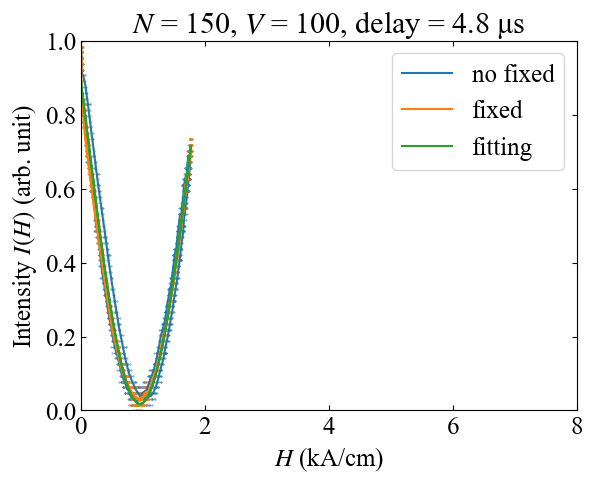 N = 150, V = 100, delay = 4.8 μs
1.0
0.8
0.6
0.4
0.2
0.0
Intensity I(H) (arb. unit)
no fixed
fixed
fitting
0 2 4 6 8
H (kA/cm)